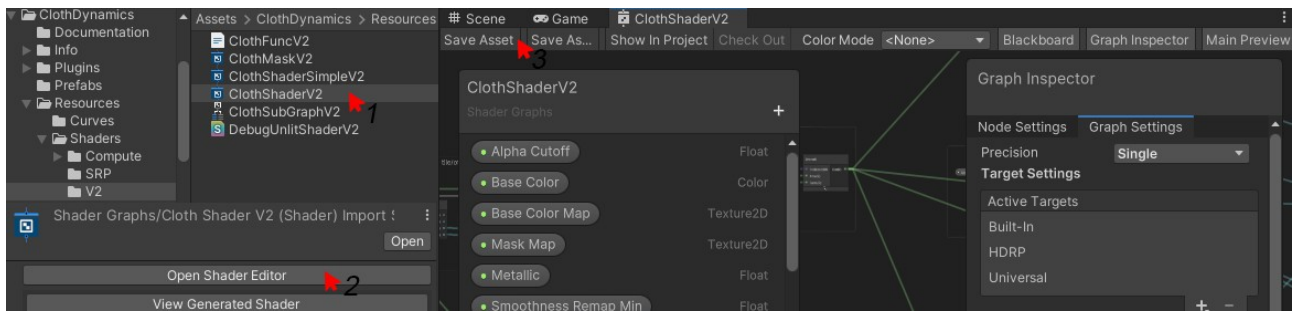 ClothDynamics
Documentation
Info
Plugins
Prefabs
Resources
Curves
Shaders
Compute
SRP
V2
Assets > ClothDynamics > Resources
ClothFuncV2
ClothMaskV2
ClothShaderSimpleV2
ClothShaderV2
1
ClothSubGraphV2
DebugUnlitShaderV2
Shader Graphs/Cloth Shader V2 (Shader) Import
Open
Open Shader Editor
2
View Generated Shader
# Scene Game ClothShaderV2
Save Asset Save As... Show In Project Check Out Color Mode <None> Blackboard Graph Inspector Main Preview
3
ClothShaderV2
Shader Graphs
Alpha Cutoff Float
Base Color Color
Base Color Map Texture2D
Mask Map Texture2D
Metallic Float
Smoothness Remap Min Float
Graph Inspector
Node Settings Graph Settings
Precision Single
Target Settings
Active Targets
Built-In
HDRP
Universal